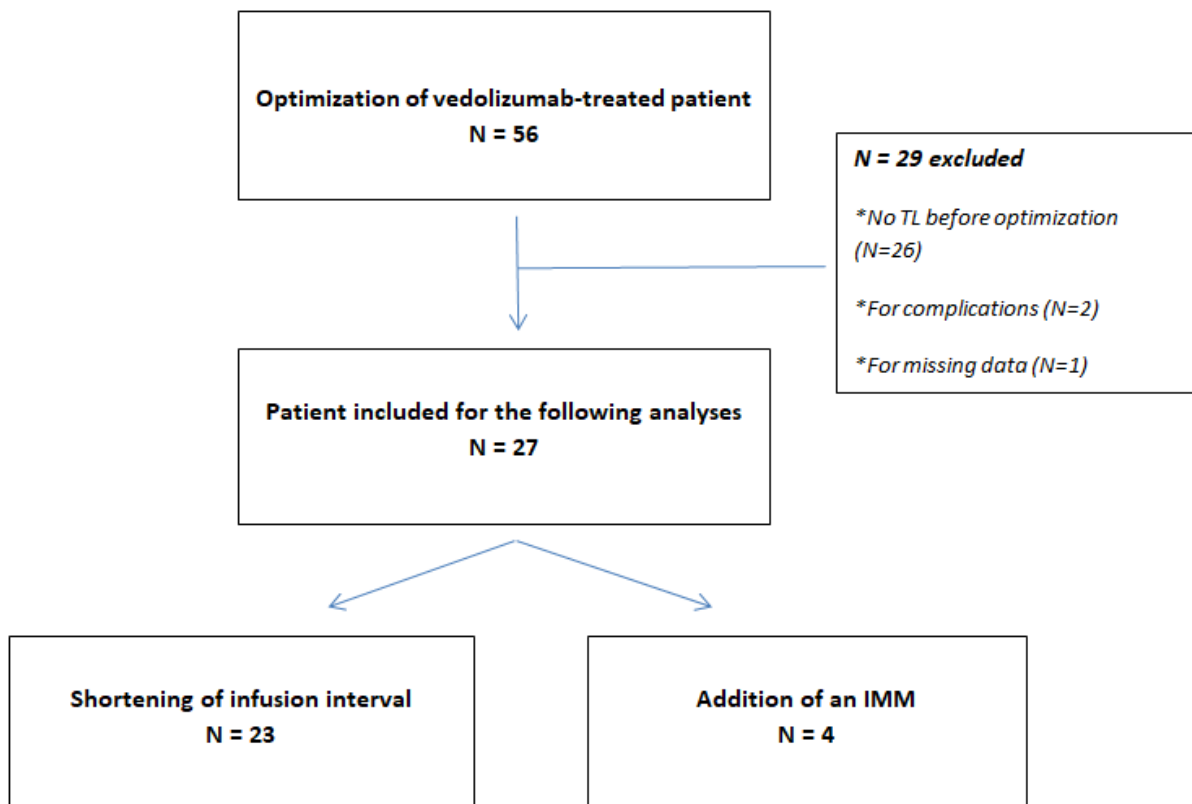 Optimization of vedolizumab-treated patient
N = 56
N = 29 excluded
*No TL before optimization
(N=26)
*For complications (N=2)
*For missing data (N=1)
Patient included for the following analyses
N = 27
Shortening of infusion interval
N = 23
Addition of an IMM
N = 4